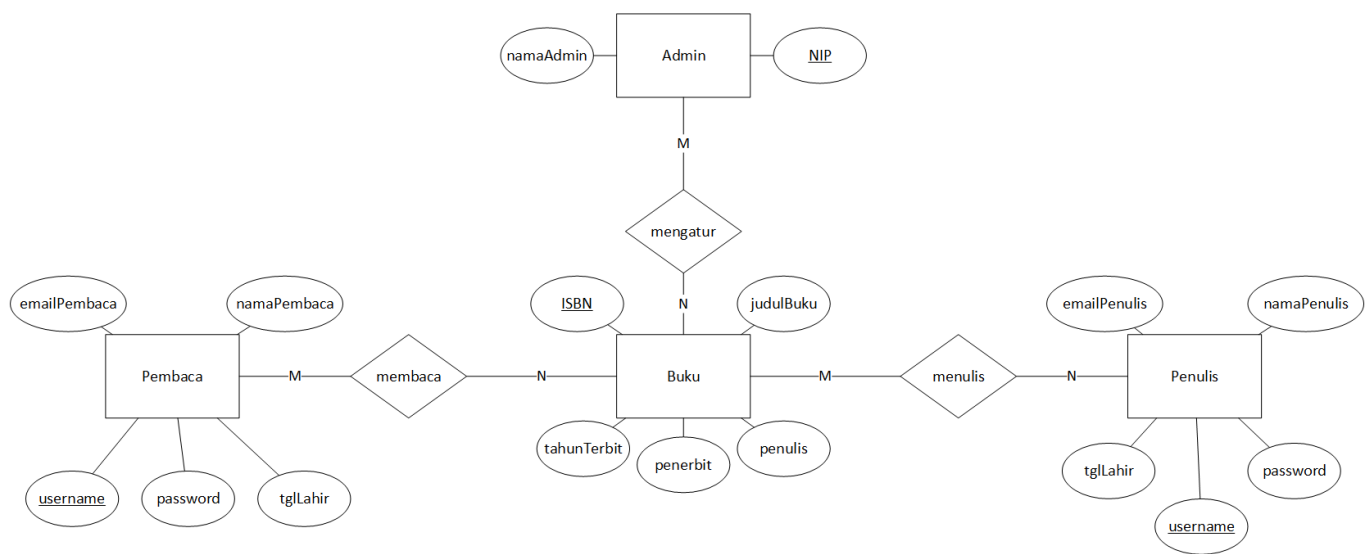 namaAdmin
Admin
NIP
M
mengatur
N
emailPembaca
namaPembaca
ISBN
judulBuku
emailPenulis
namaPenulis
Pembaca
M
membaca
N
Buku
M
menulis
N
Penulis
tahunTerbit
penerbit
penulis
username
password
tglLahir
tglLahir
password
username